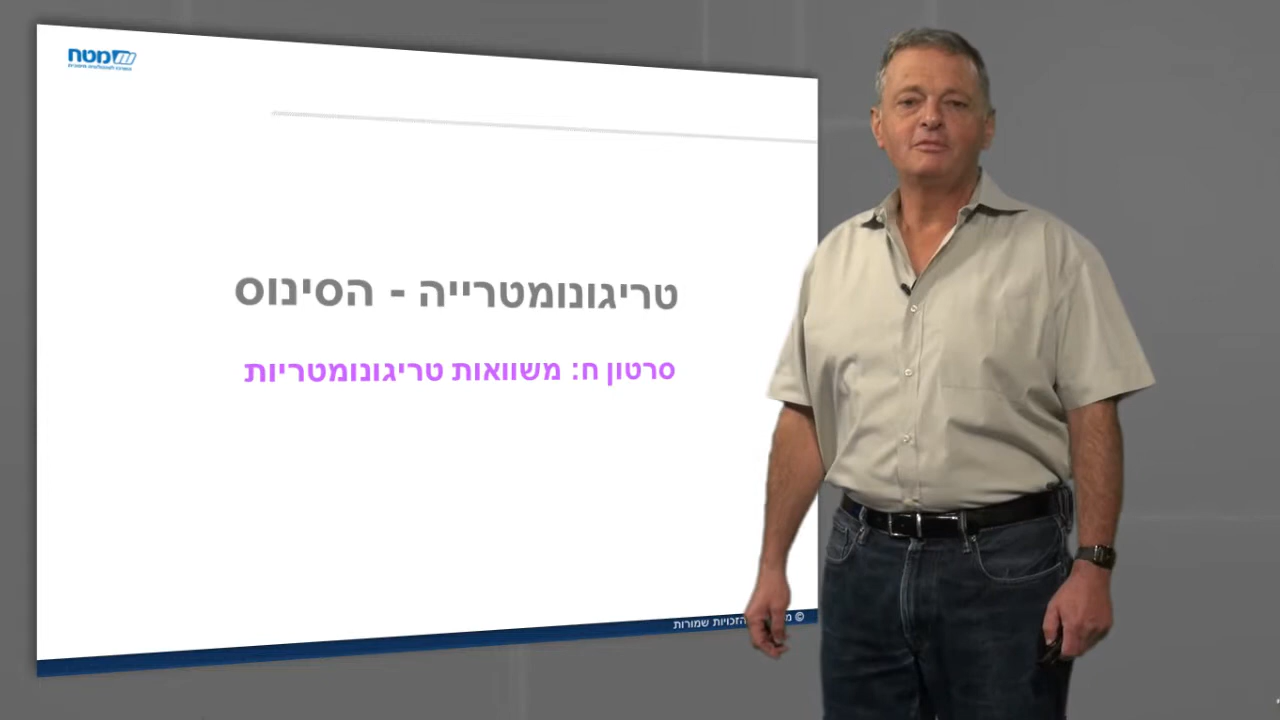 מטח
טריגונומטרייה - הסינוס
סרטון ח: משוואות טריגונומטריות
© הזכויות שמורות